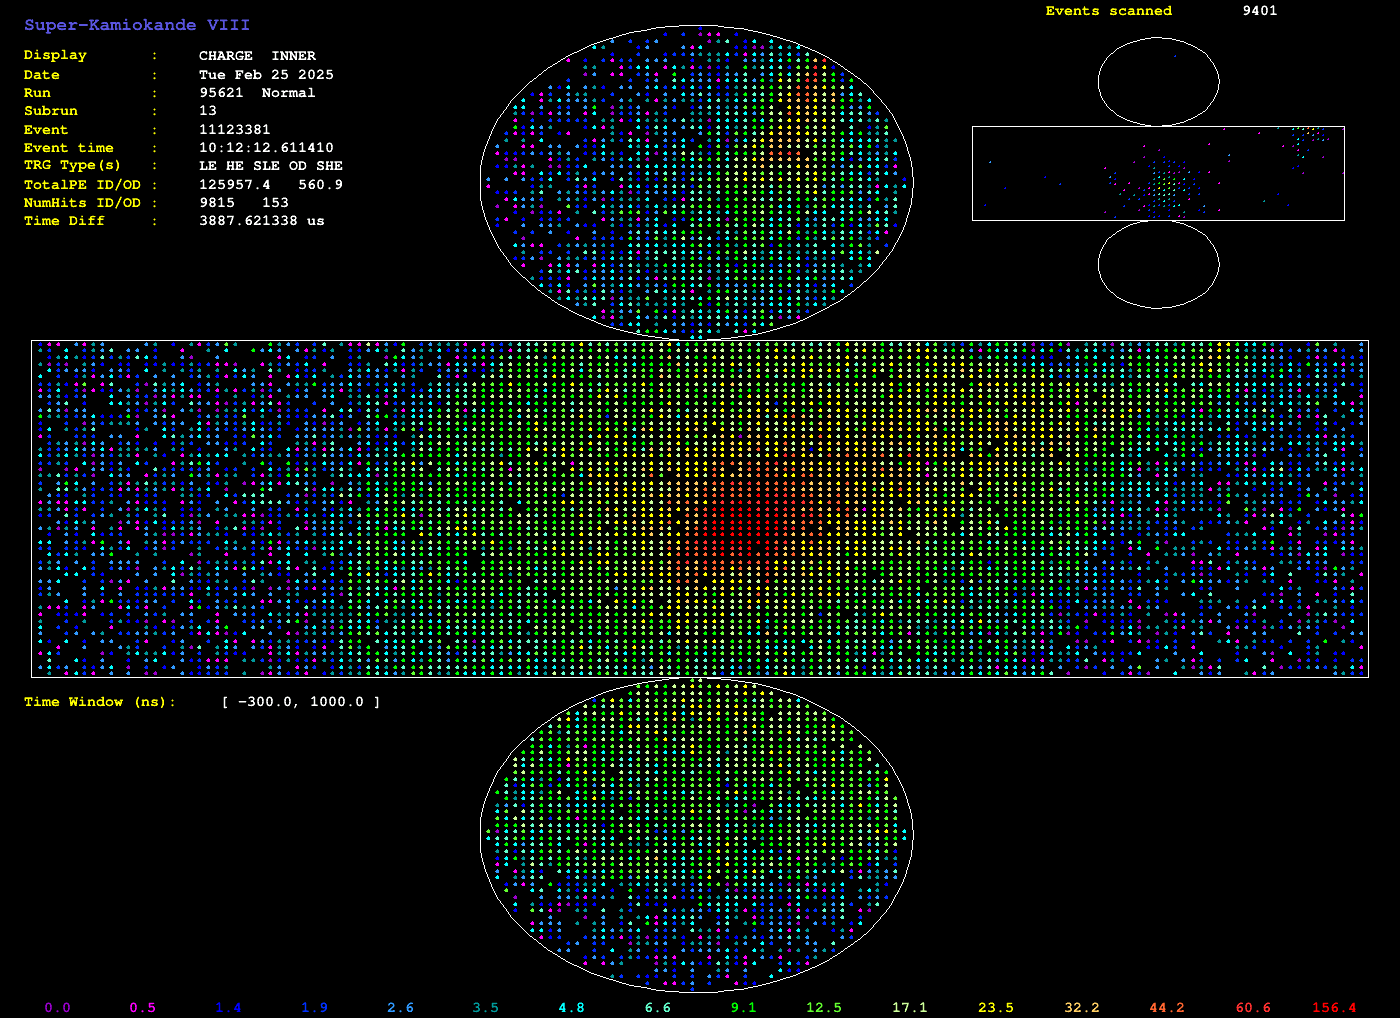 Super-Kamiokande VIII
Events scanned 9401
Display : CHARGE INNER
Date : Tue Feb 25 2025
Run : 95621 Normal
Subrun : 13
Event : 11123381
Event time : 10:12:12.611410
TRG Type(s) : LE HE SLE OD SHE
TotalPE ID/OD : 125957.4 560.9
NumHits ID/OD : 9815 153
Time Diff : 3887.621338 us
Time Window (ns): [ -300.0, 1000.0 ]
0.0 0.5 1.4 1.9 2.6 3.5 4.8 6.6 9.1 12.5 17.1 23.5 32.2 44.2 60.6 156.4